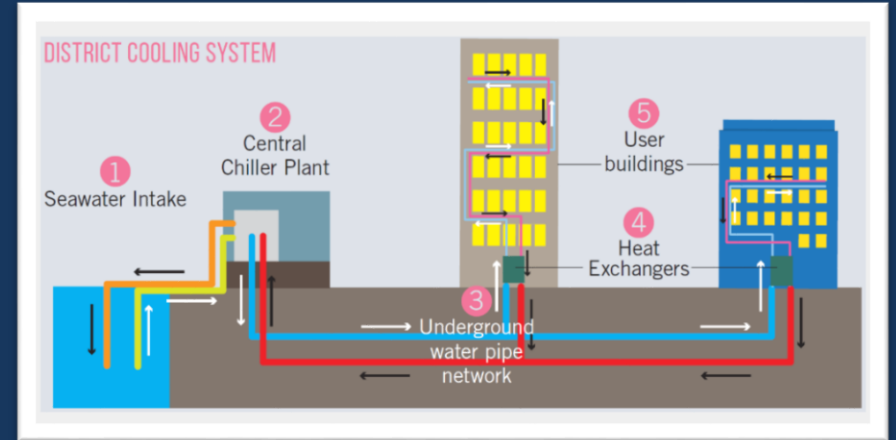 DISTRICT COOLING SYSTEM
1
Seawater Intake
2
Central
Chiller Plant
3
Underground
water pipe
network
4
Heat
Exchangers
5
User
buildings